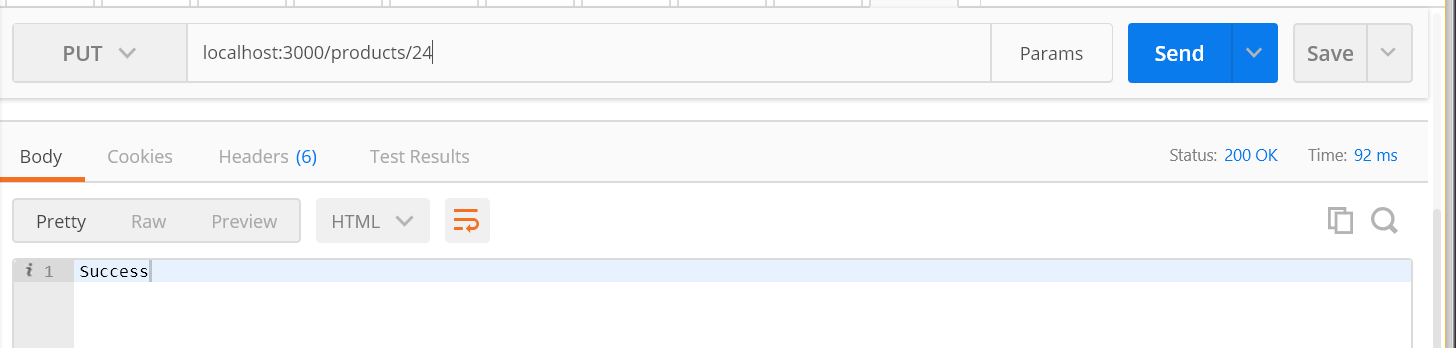 PUT localhost:3000/products/24 Params Send Save
Body Cookies Headers (6) Test Results Status: 200 OK Time: 92 ms
Pretty Raw Preview HTML
i 1 Success